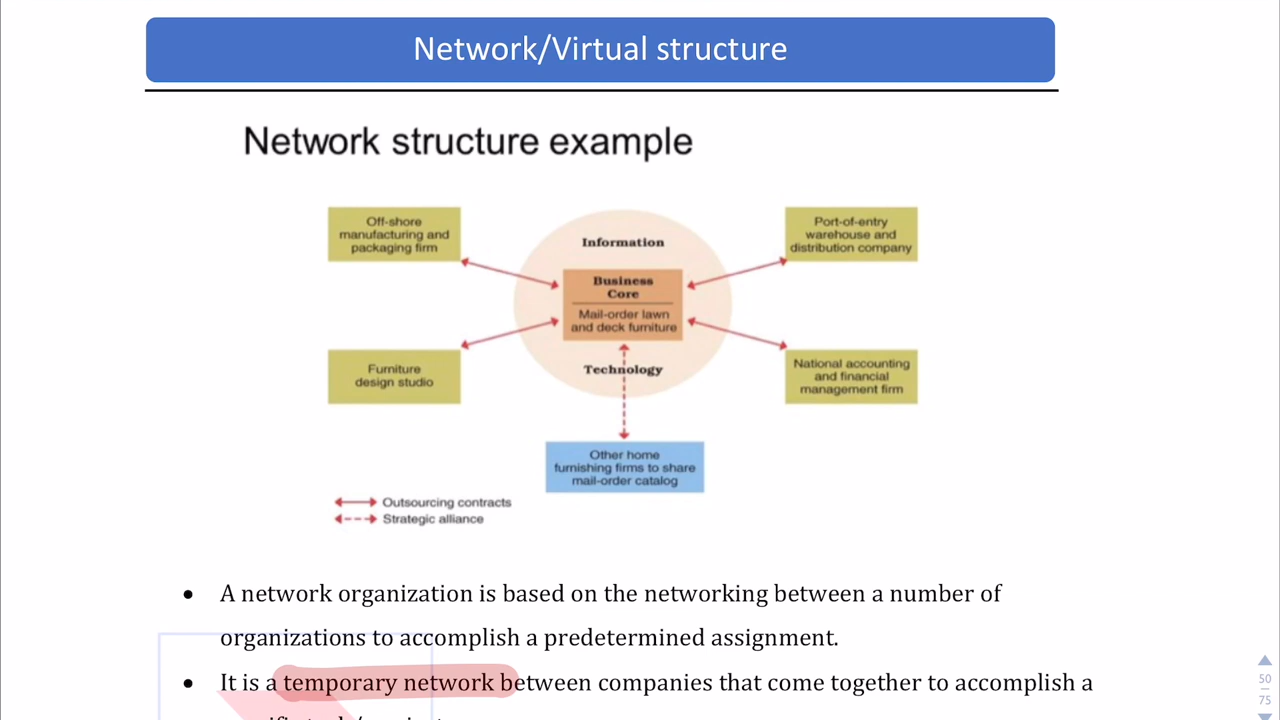 Network/Virtual structure
Network structure example
Off-shore
manufacturing and
packaging firm
Information
Port-of-entry
warehouse and
distribution company
Business
Core
Mail-order lawn
and deck furniture
Furniture
design studio
Technology
National accounting
and financial
management firm
Other home
furnishing firms to share
mail-order catalog
Outsourcing contracts
Strategic alliance
• A network organization is based on the networking between a number of
organizations to accomplish a predetermined assignment.
• It is a temporary network between companies that come together to accomplish a
50
75